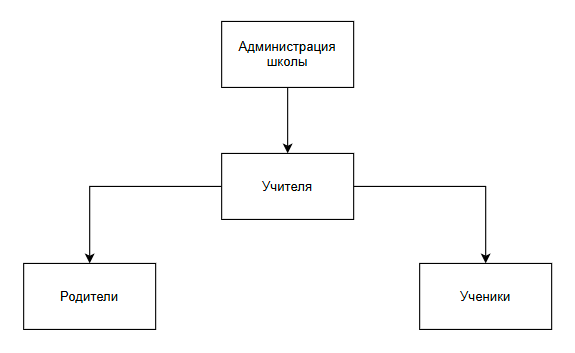 Администрация
школы
Учителя
Родители
Ученики